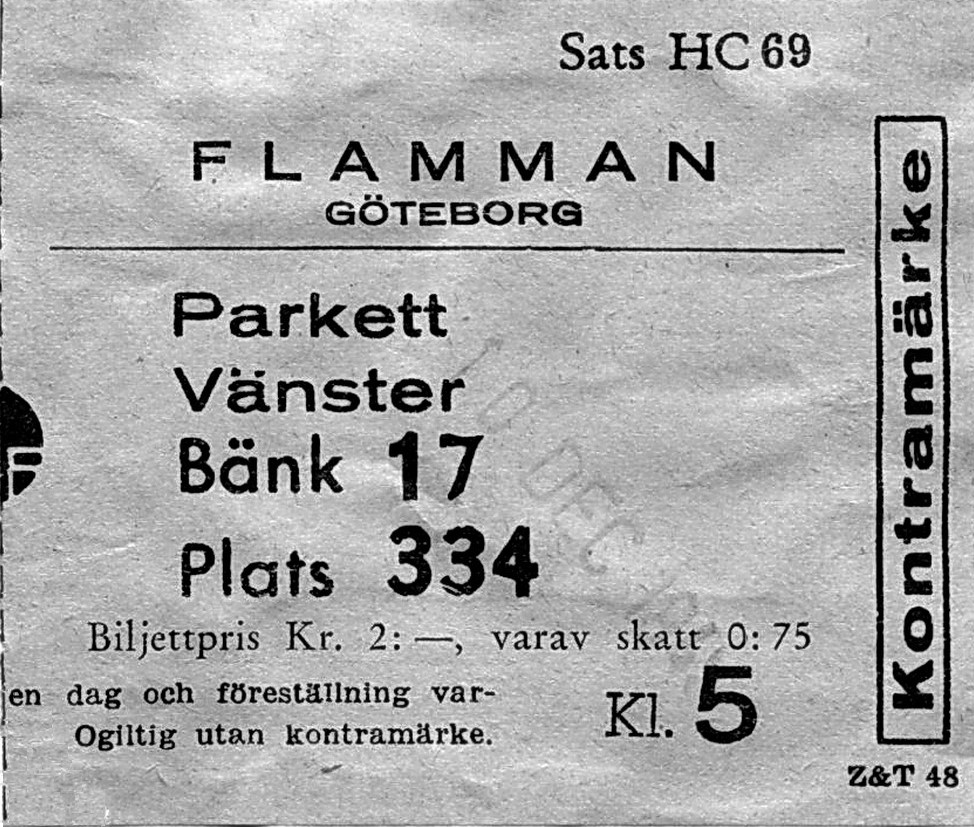 Sats HC 69
FLAMMAN
GÖTEBORG
Parkett
Vänster
Bänk 17
Plats 334
Biljettpris Kr. 2: —, varav skatt 0: 75
en dag och föreställning var-
Ogiltig utan kontramärke.
Kl. 5
Kontramärke
Z&T 48